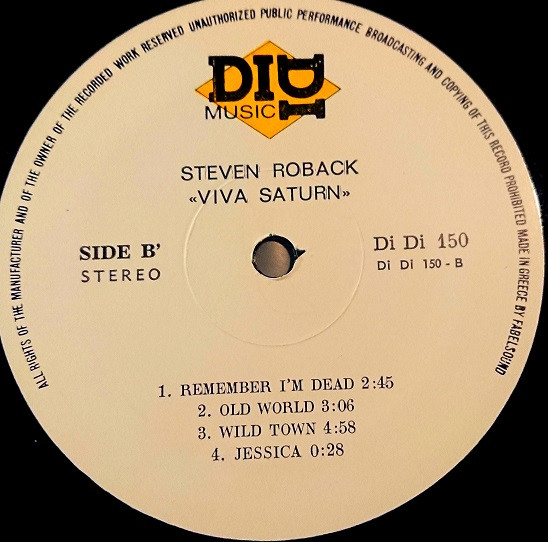 ALL RIGHTS OF THE MANUFACTURER AND OF THE OWNER OF THE RECORDED WORK RESERVED UNAUTHORIZED PUBLIC PERFORMANCE BROADCASTING AND COPYING OF THIS RECORD PROHIBITED MADE IN GREECE BY FABELSOUND
DIDI
MUSIC
STEVEN ROBACK
«VIVA SATURN»
SIDE B'
STEREO
Di Di 150
Di Di 150-B
1. REMEMBER I'M DEAD 2:45
2. OLD WORLD 3:06
3. WILD TOWN 4:58
4. JESSICA 0:28